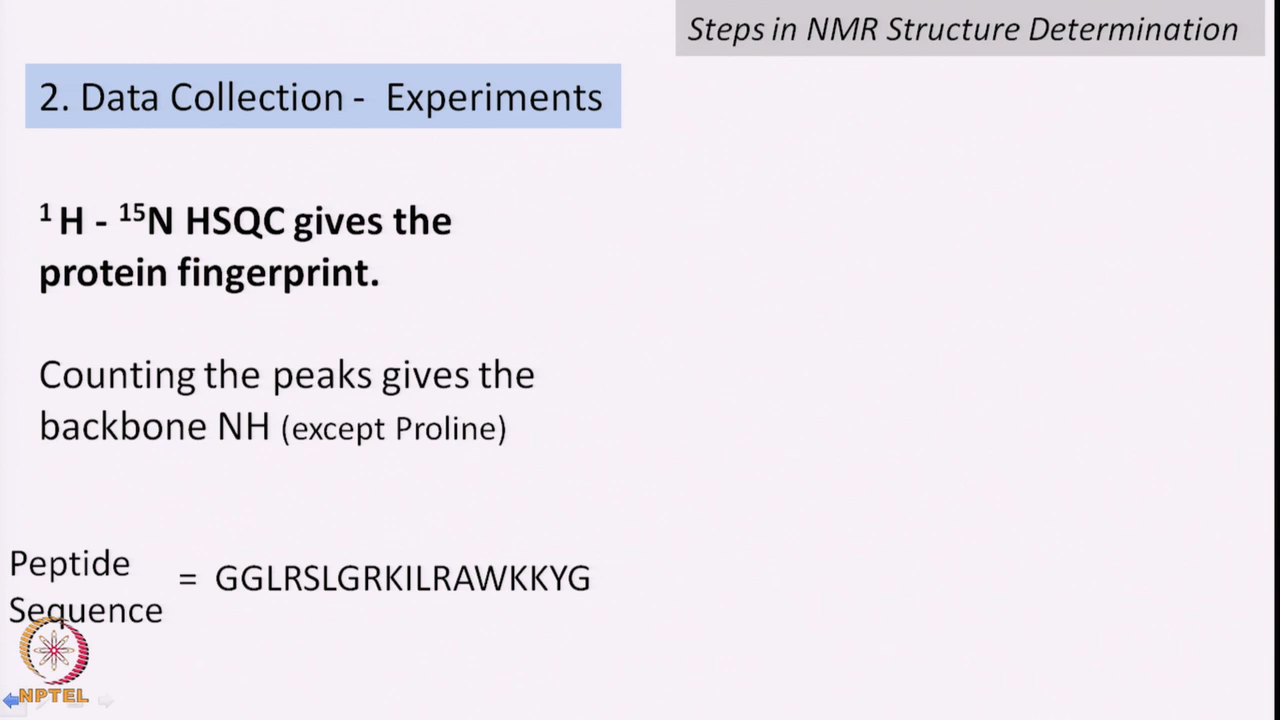 Steps in NMR Structure Determination
2. Data Collection - Experiments
¹H - ¹⁵N HSQC gives the
protein fingerprint.
Counting the peaks gives the
backbone NH (except Proline)
Peptide
Sequence
= GGLRSLGRKILRAWKKYG
NPTEL